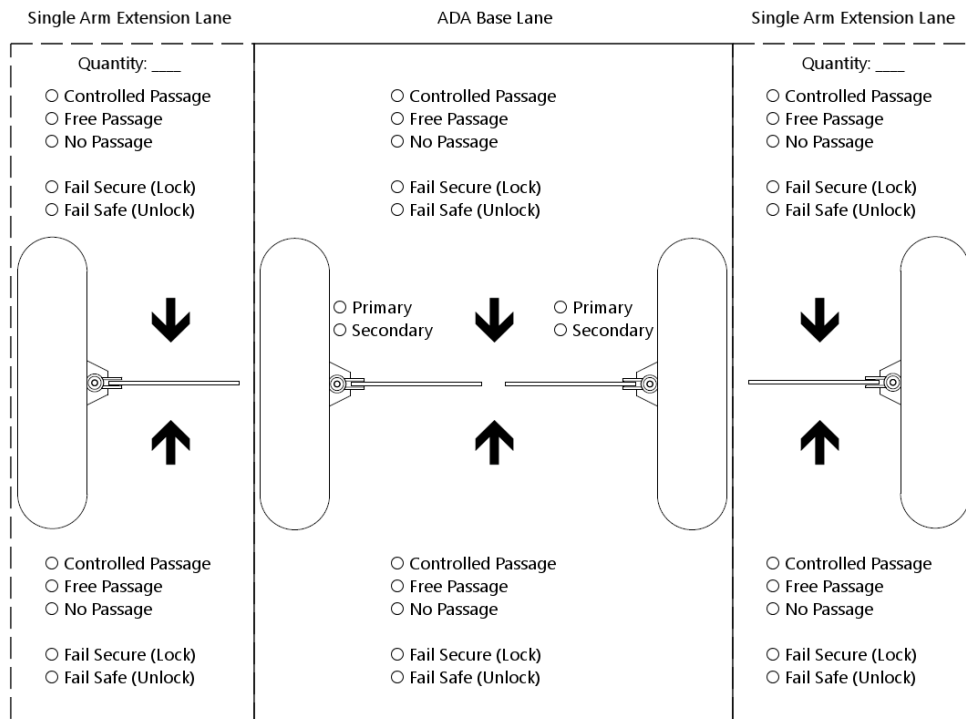 Single Arm Extension Lane
ADA Base Lane
Single Arm Extension Lane
Quantity: ____
○ Controlled Passage
○ Free Passage
○ No Passage
○ Fail Secure (Lock)
○ Fail Safe (Unlock)
○ Controlled Passage
○ Free Passage
○ No Passage
○ Fail Secure (Lock)
○ Fail Safe (Unlock)
Quantity: ____
○ Controlled Passage
○ Free Passage
○ No Passage
○ Fail Secure (Lock)
○ Fail Safe (Unlock)
○ Primary
○ Secondary
○ Primary
○ Secondary
○ Controlled Passage
○ Free Passage
○ No Passage
○ Fail Secure (Lock)
○ Fail Safe (Unlock)
○ Controlled Passage
○ Free Passage
○ No Passage
○ Fail Secure (Lock)
○ Fail Safe (Unlock)
○ Controlled Passage
○ Free Passage
○ No Passage
○ Fail Secure (Lock)
○ Fail Safe (Unlock)